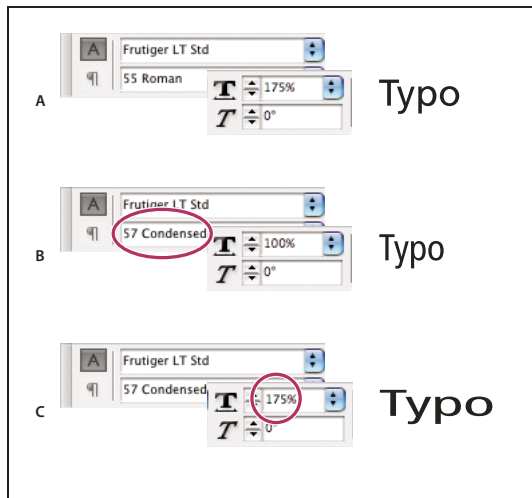 A
Frutiger LT Std
¶
55 Roman
T
175%
T
0°
Typo
A
B
A
Frutiger LT Std
¶
57 Condensed
T
100%
T
0°
Typo
C
A
Frutiger LT Std
¶
57 Condensed
T
175%
T
0°
Typo